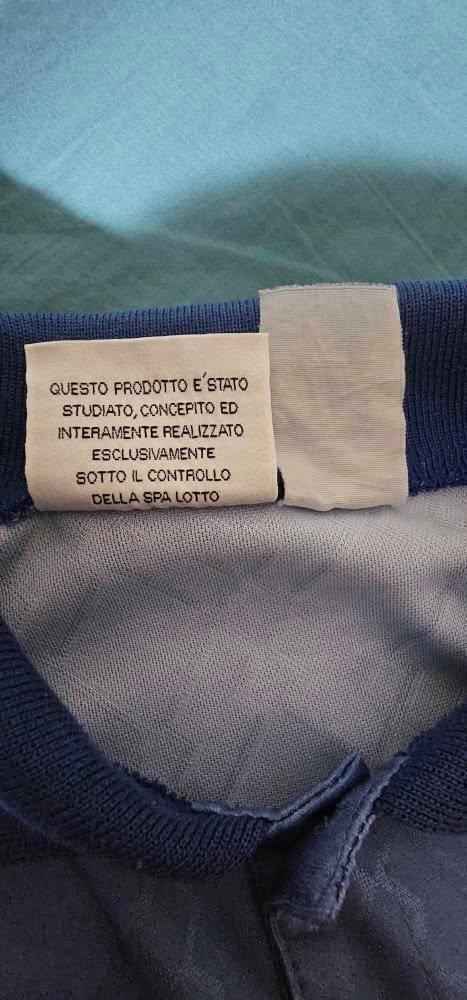 QUESTO PRODOTTO E´STATO
STUDIATO, CONCEPITO ED
INTERAMENTE REALIZZATO
ESCLUSIVAMENTE
SOTTO IL CONTROLLO
DELLA SPA LOTTO